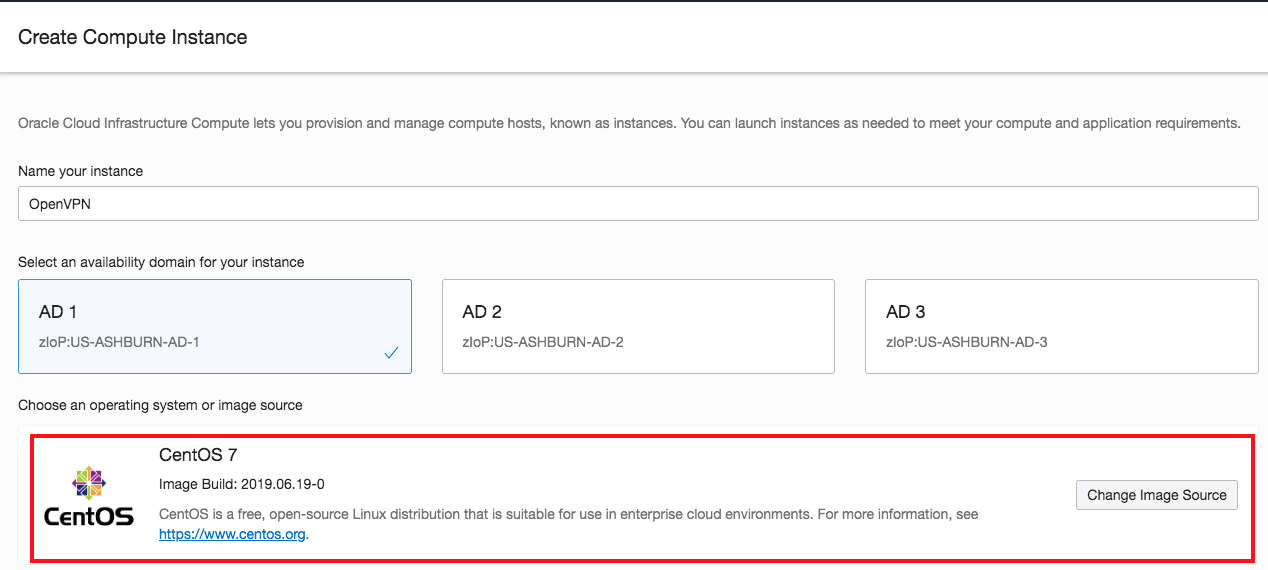 Create Compute Instance
Oracle Cloud Infrastructure Compute lets you provision and manage compute hosts, known as instances. You can launch instances as needed to meet your compute and application requirements.
Name your instance
OpenVPN
Select an availability domain for your instance
AD 1
zIoP:US-ASHBURN-AD-1
AD 2
zIoP:US-ASHBURN-AD-2
AD 3
zIoP:US-ASHBURN-AD-3
Choose an operating system or image source
CentOS
CentOS 7
Image Build: 2019.06.19-0
CentOS is a free, open-source Linux distribution that is suitable for use in enterprise cloud environments. For more information, see
https://www.centos.org.
Change Image Source